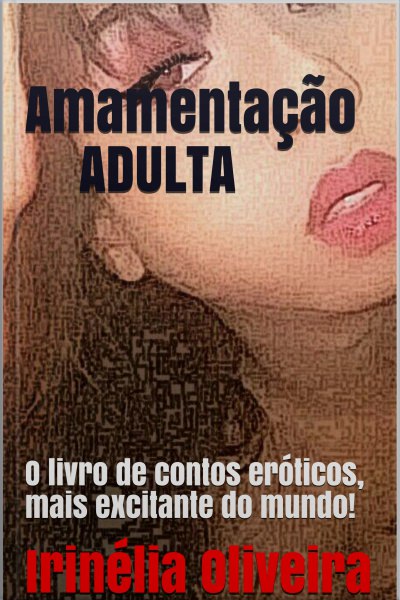 Amamentação
ADULTA
O livro de contos eróticos,
mais excitante do mundo!
Irinélia Oliveira